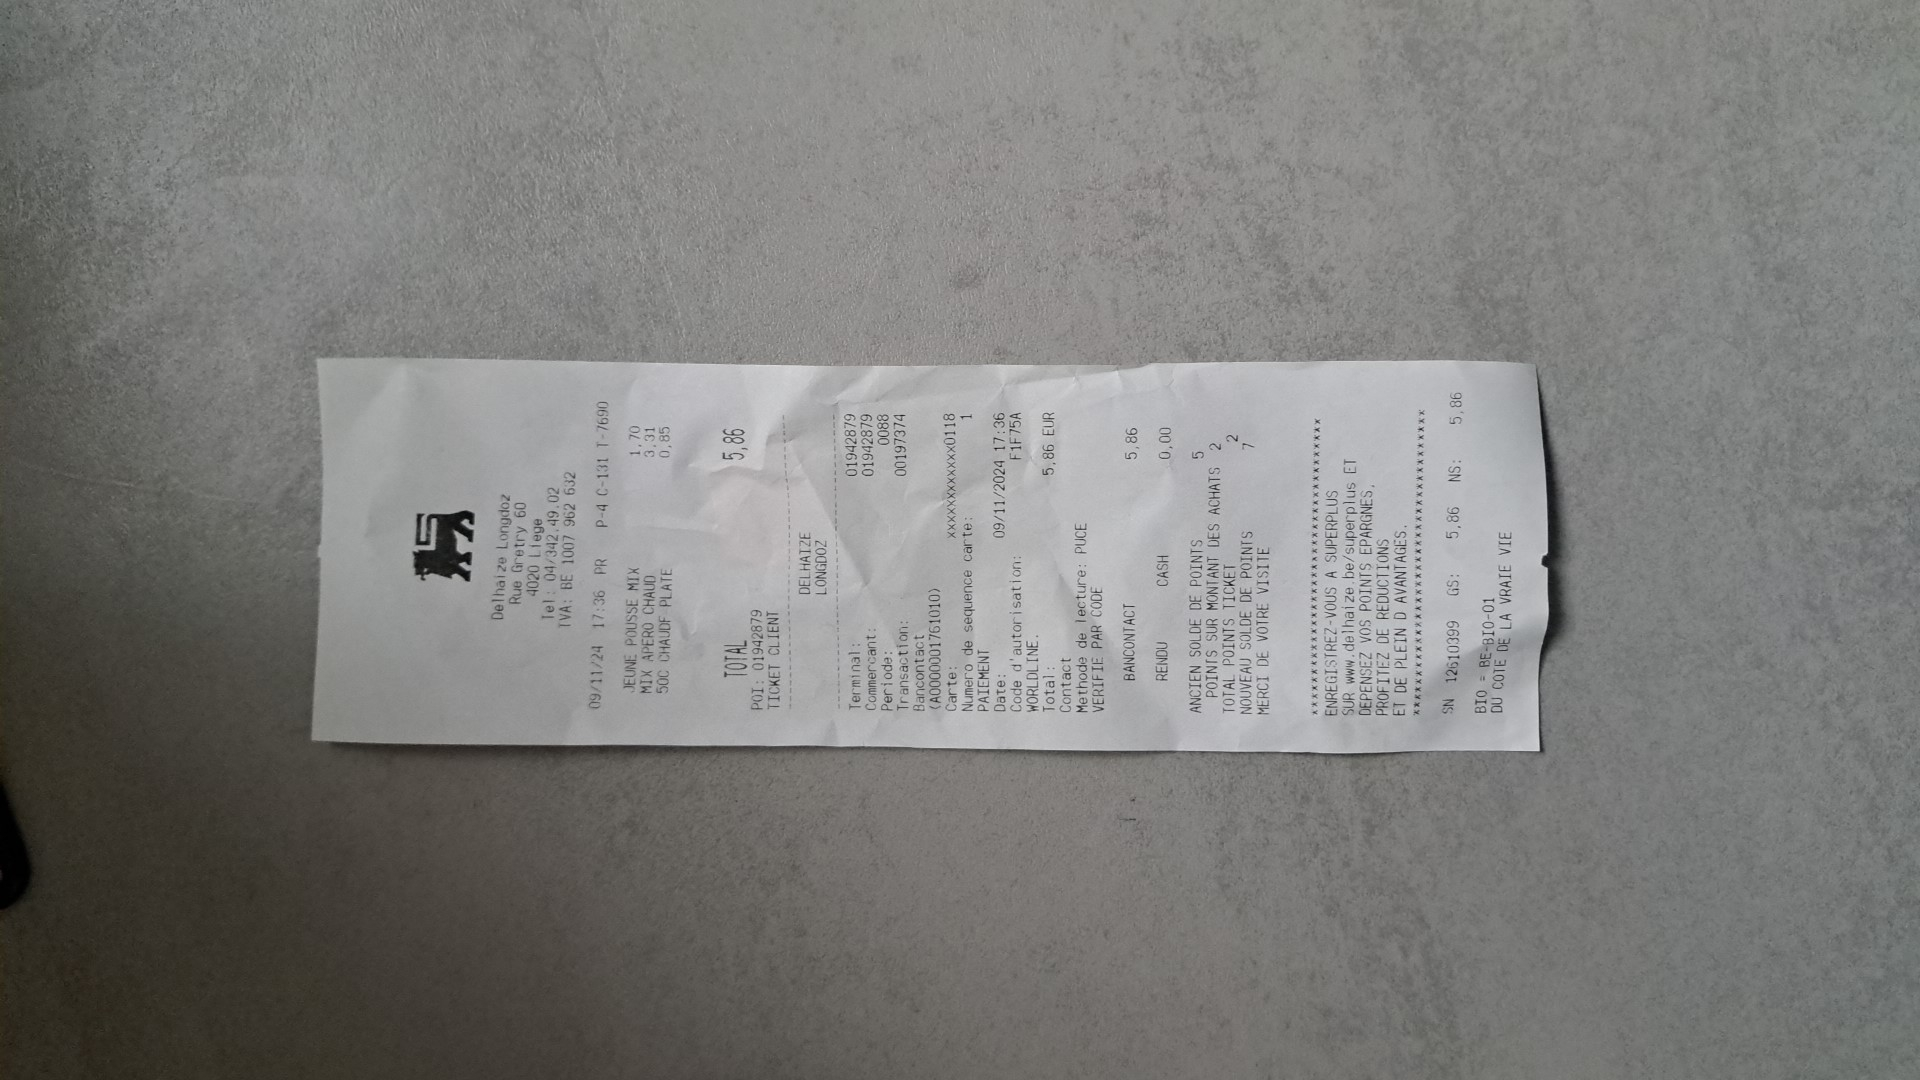 Delhaize Longdoz
Rue Gretry 60
4020 Liege
Tel: 04/342.49.02
TVA: BE 1007 962 632
09/11/24 17:36 PR P-4 C-131 T-7690
JEUNE POUSSE MIX 1,70
MIX APERO CHAUD 3,31
50C CHAUDF PLATE 0,85
TOTAL 5,86
POI: 01942879
TICKET CLIENT
DELHAIZE
LONGDOZ
Terminal: 01942879
Commercant: 01942879
Periode: 0088
Transaction: 00197374
Bancontact
(A0000001761010)
Carte: xxxxxxxxxxxxx0118
Numero de sequence carte: 1
PAIEMENT
Date: 09/11/2024 17:36
Code d'autorisation: F1F75A
WORLDLINE.
Total: 5,86 EUR
Contact
Methode de lecture: PUCE
VERIFIE PAR CODE
BANCONTACT 5,86
RENDU CASH 0,00
ANCIEN SOLDE DE POINTS 5
POINTS SUR MONTANT DES ACHATS 2
TOTAL POINTS TICKET 2
NOUVEAU SOLDE DE POINTS 7
MERCI DE VOTRE VISITE
ENREGISTREZ-VOUS A SUPERPLUS
SUR www.delhaize.be/superplus ET
DEPENSEZ VOS POINTS EPARGNES,
PROFITEZ DE REDUCTIONS
ET DE PLEIN D AVANTAGES.
SN 12610399 GS: 5,86 NS: 5,86
BIO = BE-BIO-01
DU COTE DE LA VRAIE VIE